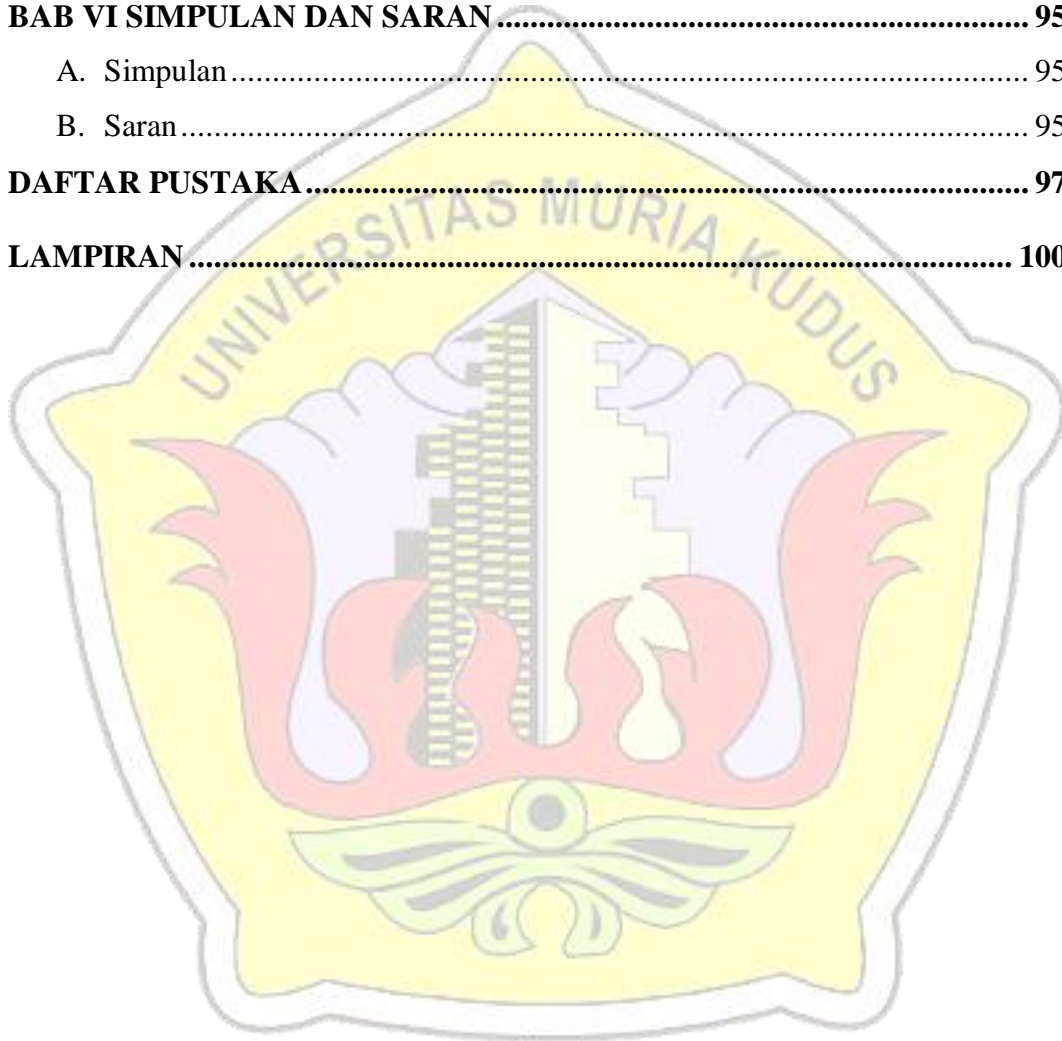 BAB VI SIMPULAN DAN SARAN ........................................................................ 95
A. Simpulan ........................................................................................................ 95
B. Saran .............................................................................................................. 95
DAFTAR PUSTAKA ............................................................................................ 97
LAMPIRAN ........................................................................................................ 100
UNIVERSITAS MURIA KUDUS